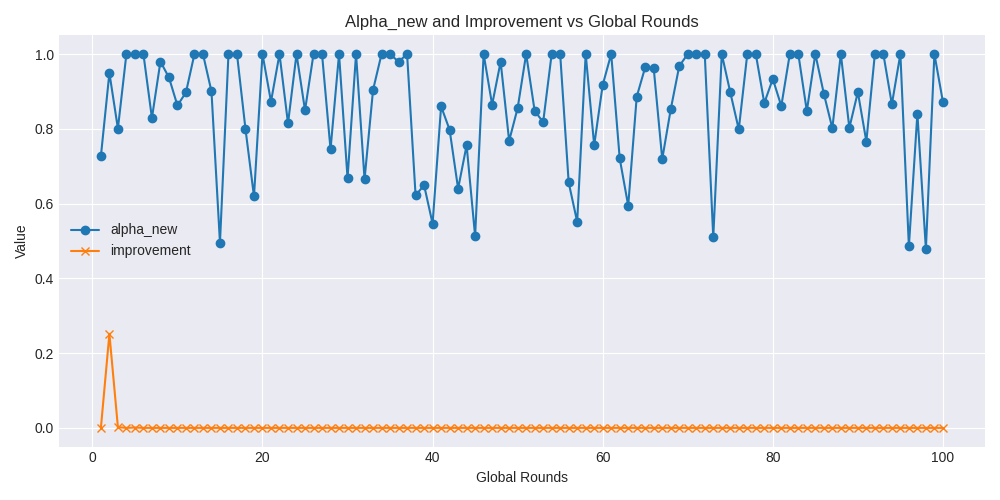 Alpha_new and Improvement vs Global Rounds
1.0
0.8
0.6
0.4
0.2
0.0
Value
alpha_new
improvement
0 20 40 60 80 100
Global Rounds